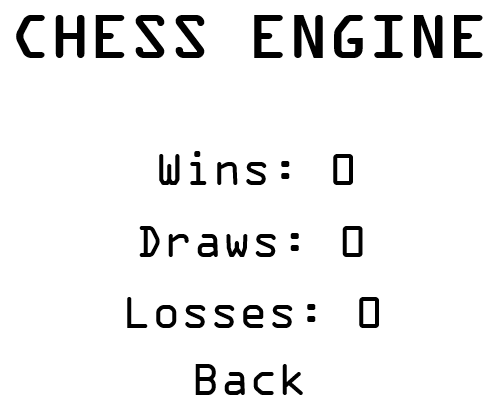 CHESS ENGINE
Wins: 0
Draws: 0
Losses: 0
Back